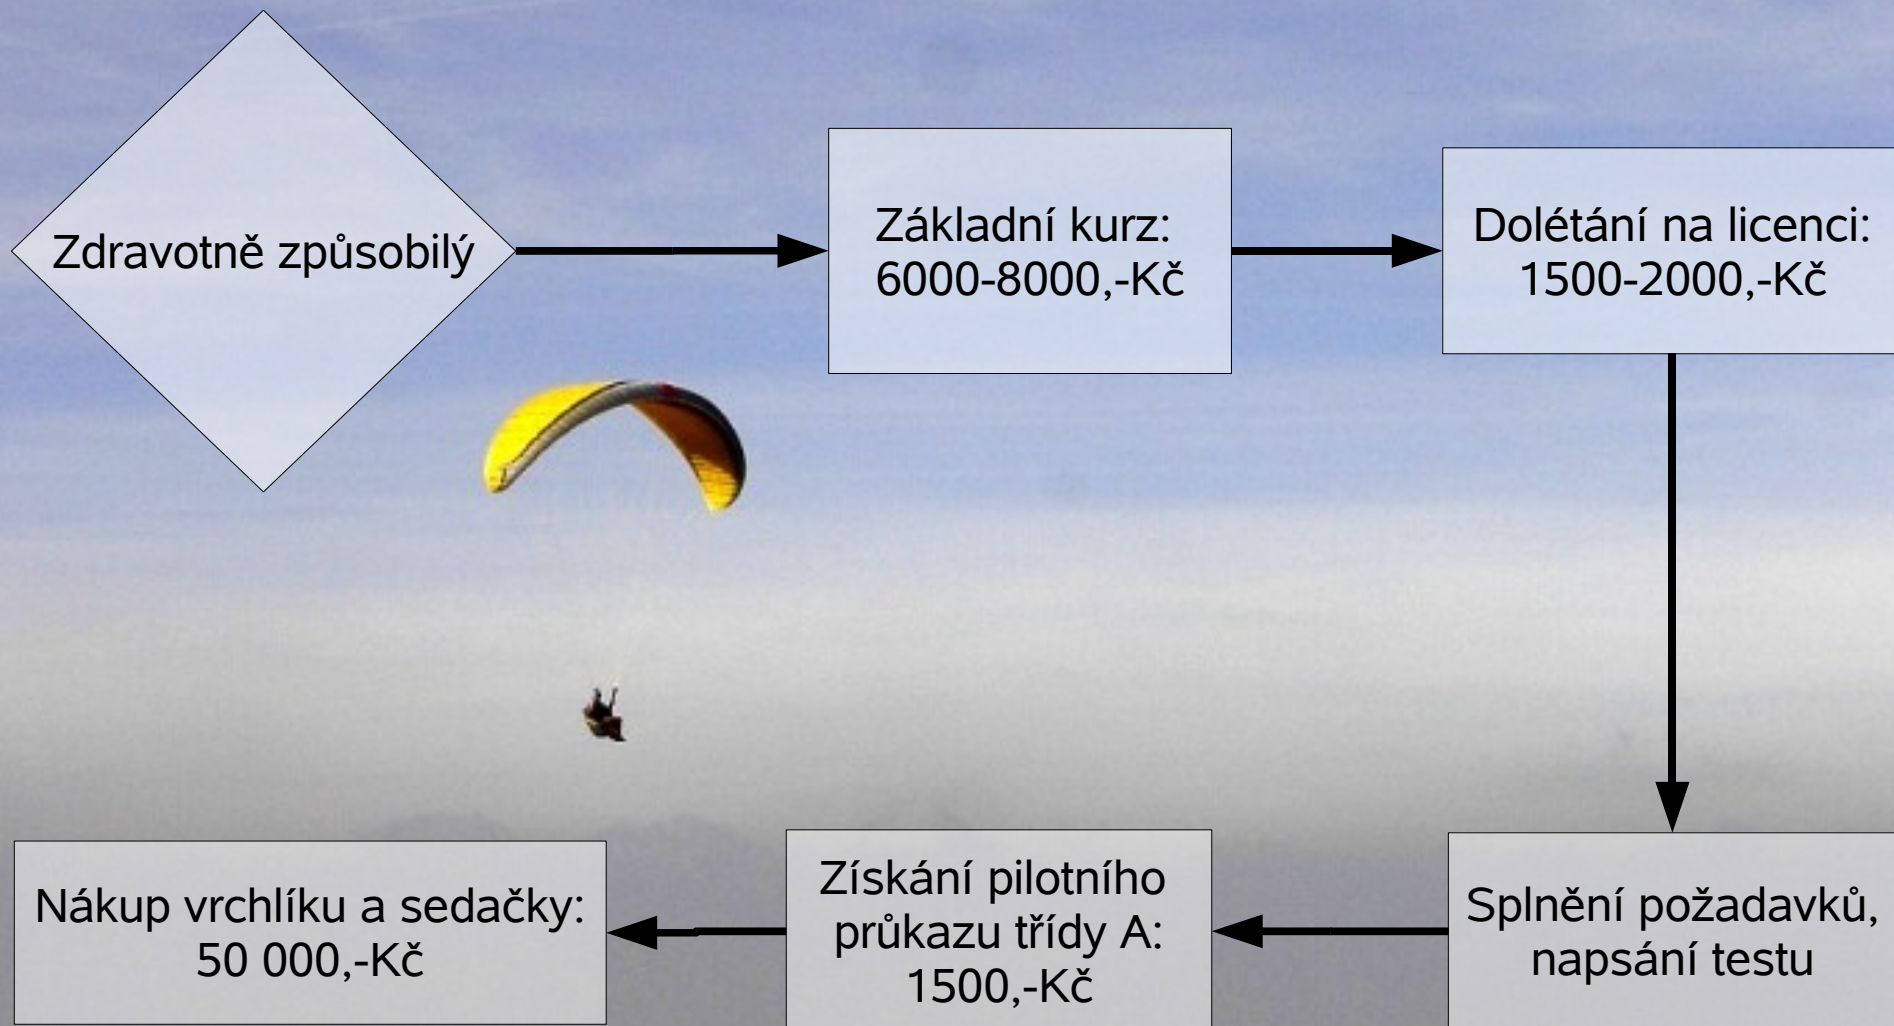 Zdravotně způsobilý
Základní kurz:
6000-8000,-Kč
Dolétání na licenci:
1500-2000,-Kč
Splnění požadavků,
napsání testu
Získání pilotního
průkazu třídy A:
1500,-Kč
Nákup vrchlíku a sedačky:
50 000,-Kč